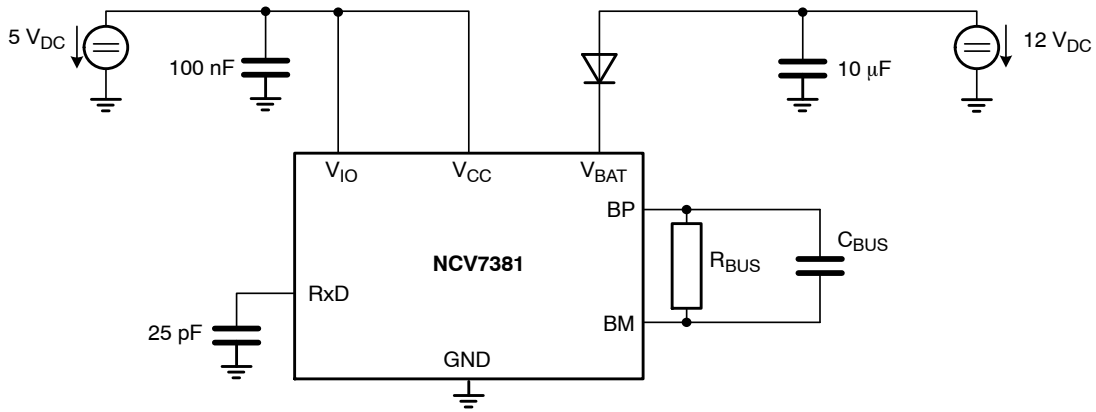 5 V_DC
100 nF
10 μF
12 V_DC
V_IO
V_CC
V_BAT
BP
C_BUS
R_BUS
NCV7381
RxD
BM
25 pF
GND